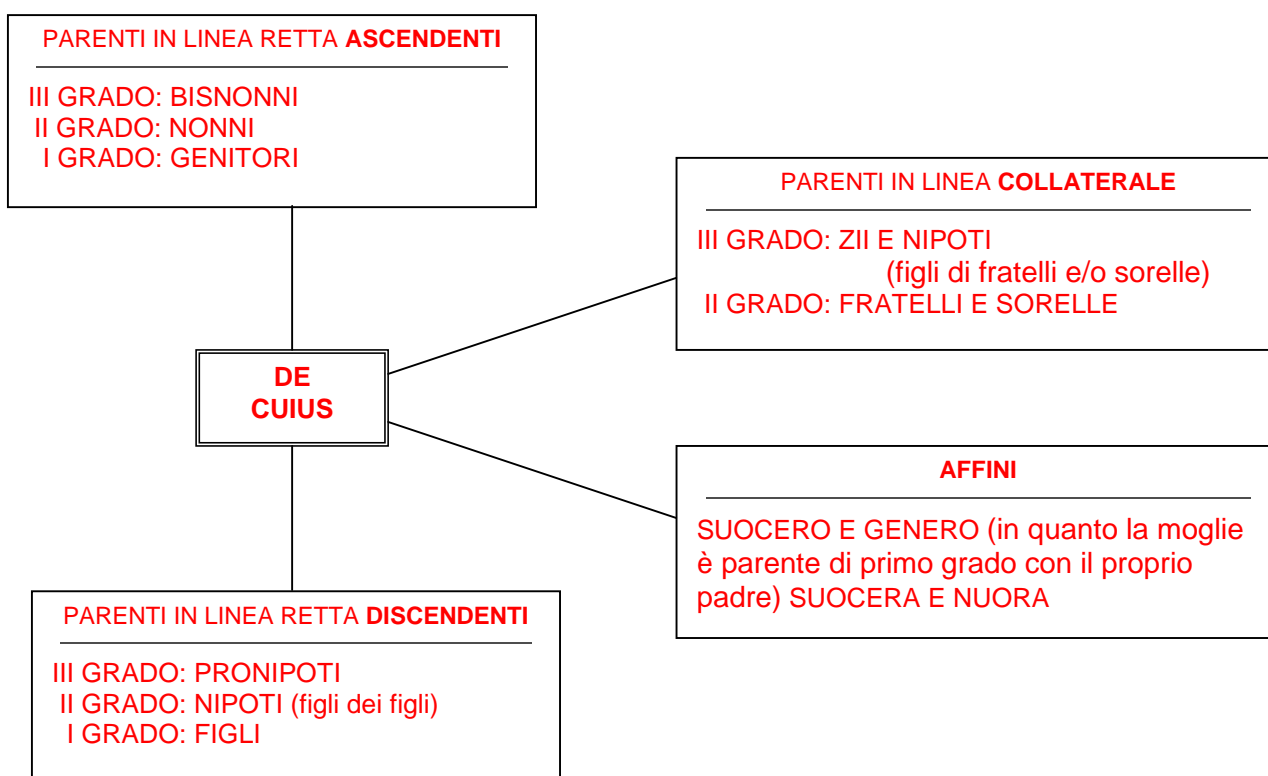 PARENTI IN LINEA RETTA ASCENDENTI
III GRADO: BISNONNI
II GRADO: NONNI
I GRADO: GENITORI
PARENTI IN LINEA COLLATERALE
III GRADO: ZII E NIPOTI
(figli di fratelli e/o sorelle)
II GRADO: FRATELLI E SORELLE
DE
CUIUS
AFFINI
SUOCERO E GENERO (in quanto la moglie
è parente di primo grado con il proprio
padre) SUOCERA E NUORA
PARENTI IN LINEA RETTA DISCENDENTI
III GRADO: PRONIPOTI
II GRADO: NIPOTI (figli dei figli)
I GRADO: FIGLI